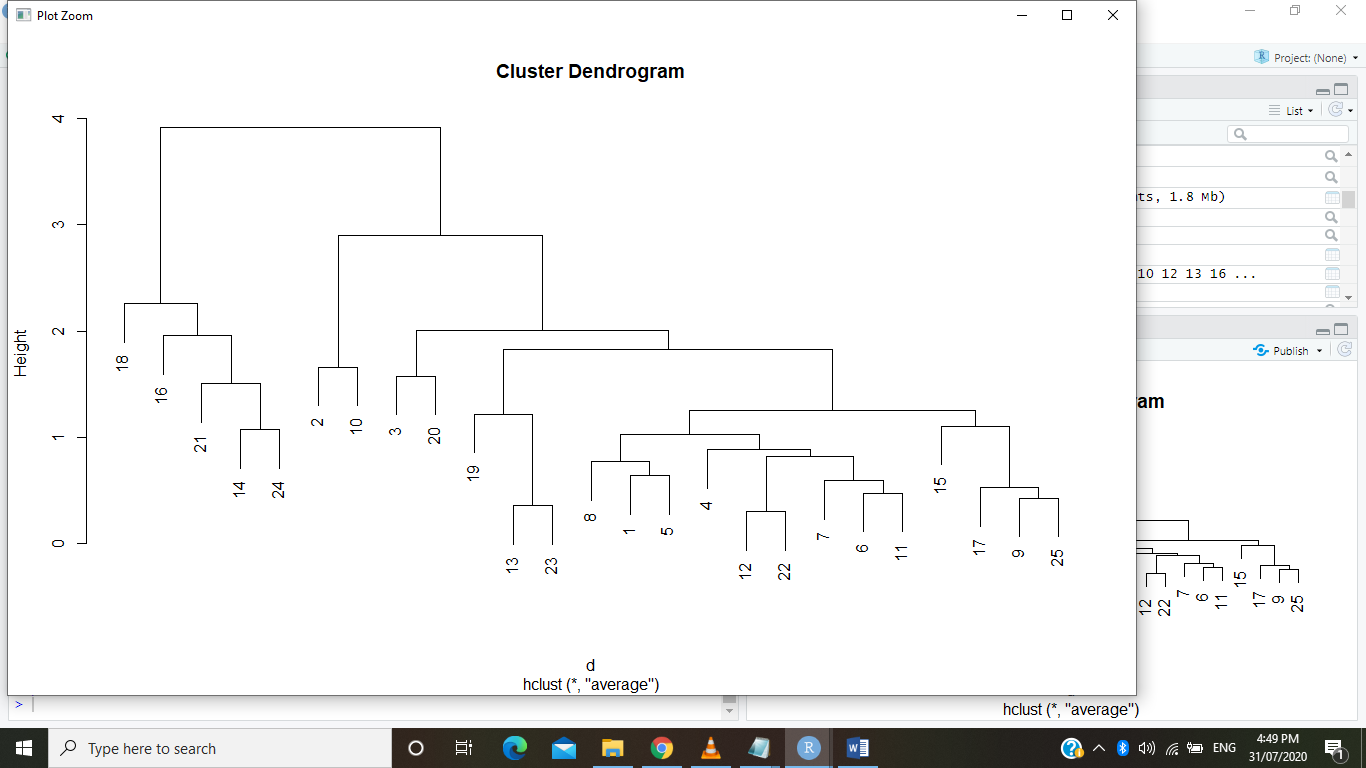 Plot Zoom
Cluster Dendrogram
Height
4
3
2
1
0
18
16
21
14
24
2
10
3
20
19
13
23
8
1
5
4
12
22
7
6
11
15
17
9
25
d
hclust (*, "average")
Project: (None)
List
ts, 1.8 Mb)
10 12 13 16 ...
Publish
am
12
22
7
6
11
15
17
9
25
hclust (*, "average")
>
Type here to search
R
W
ENG
4:49 PM
31/07/2020
1